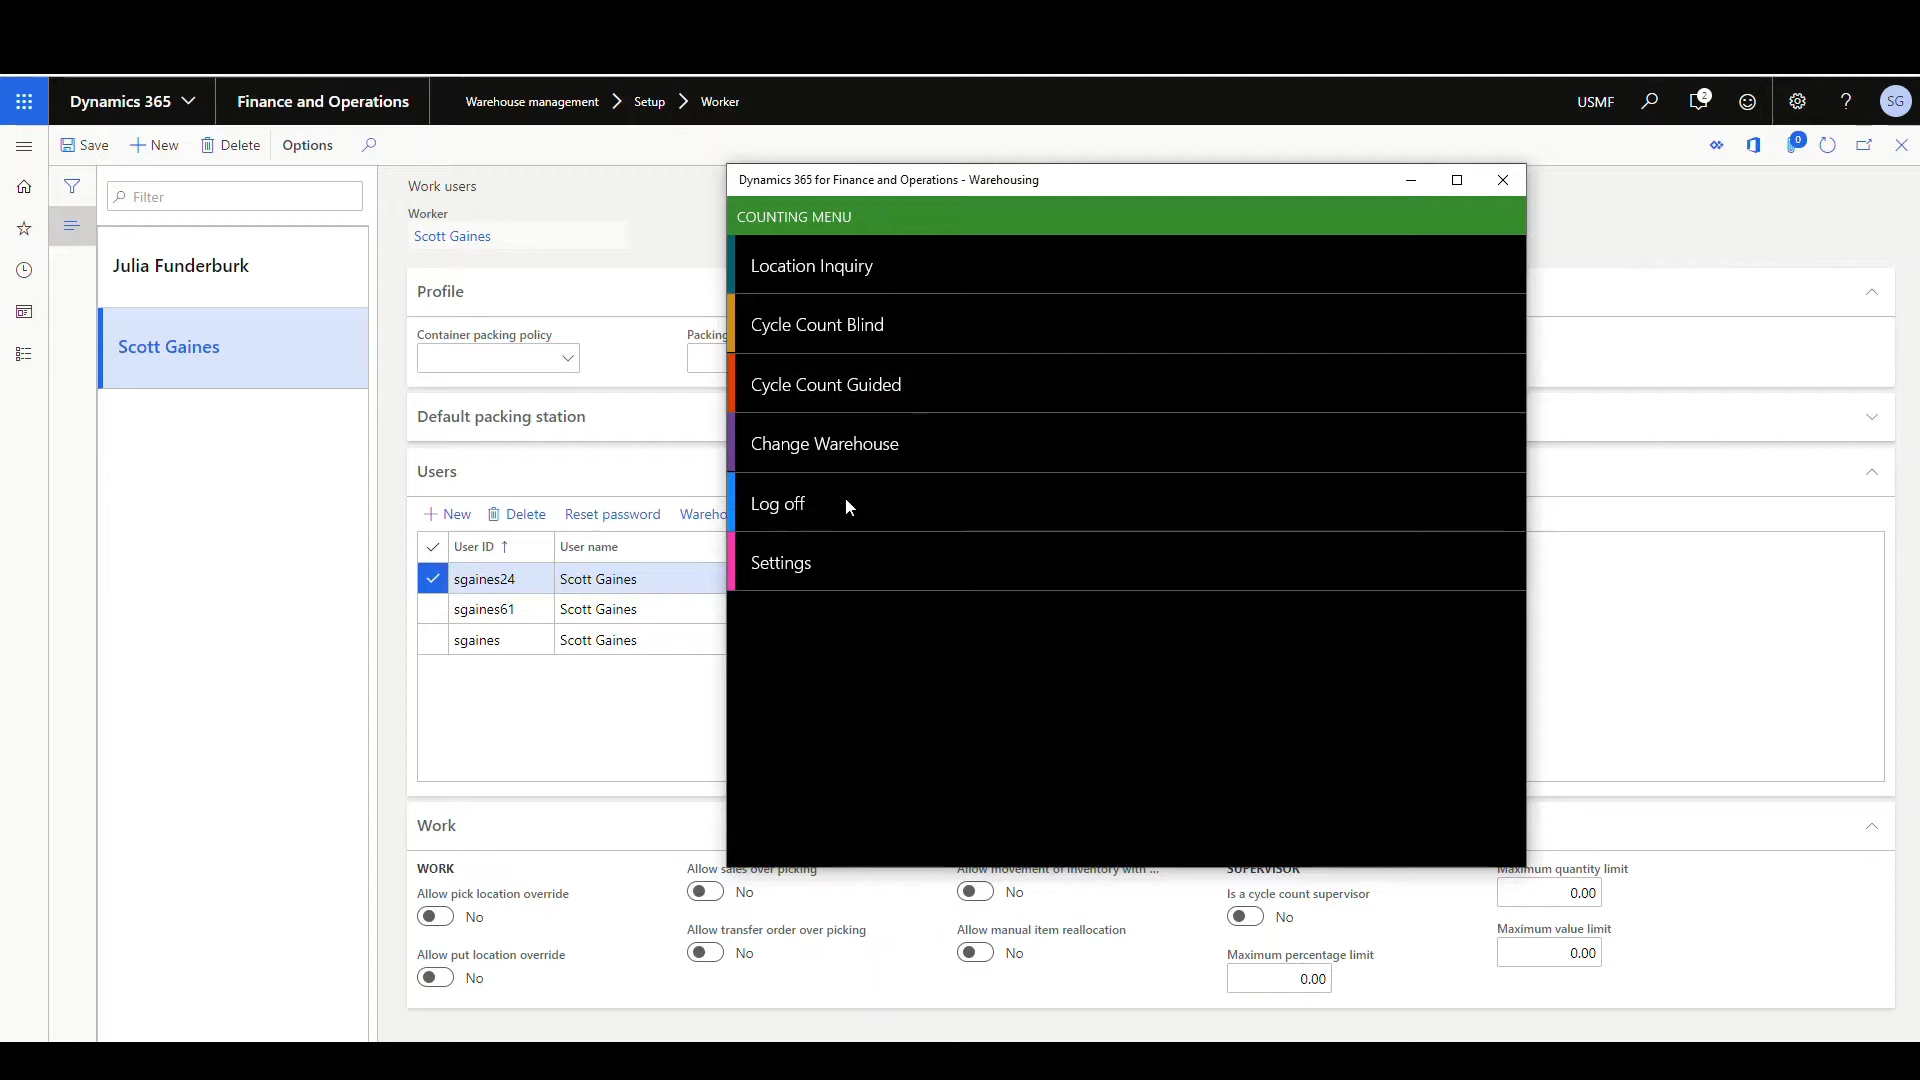 Dynamics 365 Finance and Operations Warehouse management Setup Worker USMF 2 ? SG
Save New Delete Options 0
Filter
Julia Funderburk
Scott Gaines
Work users
Worker
Scott Gaines
Profile
Container packing policy Packing
Default packing station
Users
New Delete Reset password Wareho
User ID ↑ User name
sgaines24 Scott Gaines
sgaines61 Scott Gaines
sgaines Scott Gaines
Dynamics 365 for Finance and Operations - Warehousing
COUNTING MENU
Location Inquiry
Cycle Count Blind
Cycle Count Guided
Change Warehouse
Log off
Settings
Work
WORK
Allow pick location override
No
Allow put location override
No
Allow sales over picking
No
Allow transfer order over picking
No
Allow movement of inventory with ...
No
Allow manual item reallocation
No
SUPERVISOR
Is a cycle count supervisor
No
Maximum percentage limit
0.00
Maximum quantity limit
0.00
Maximum value limit
0.00